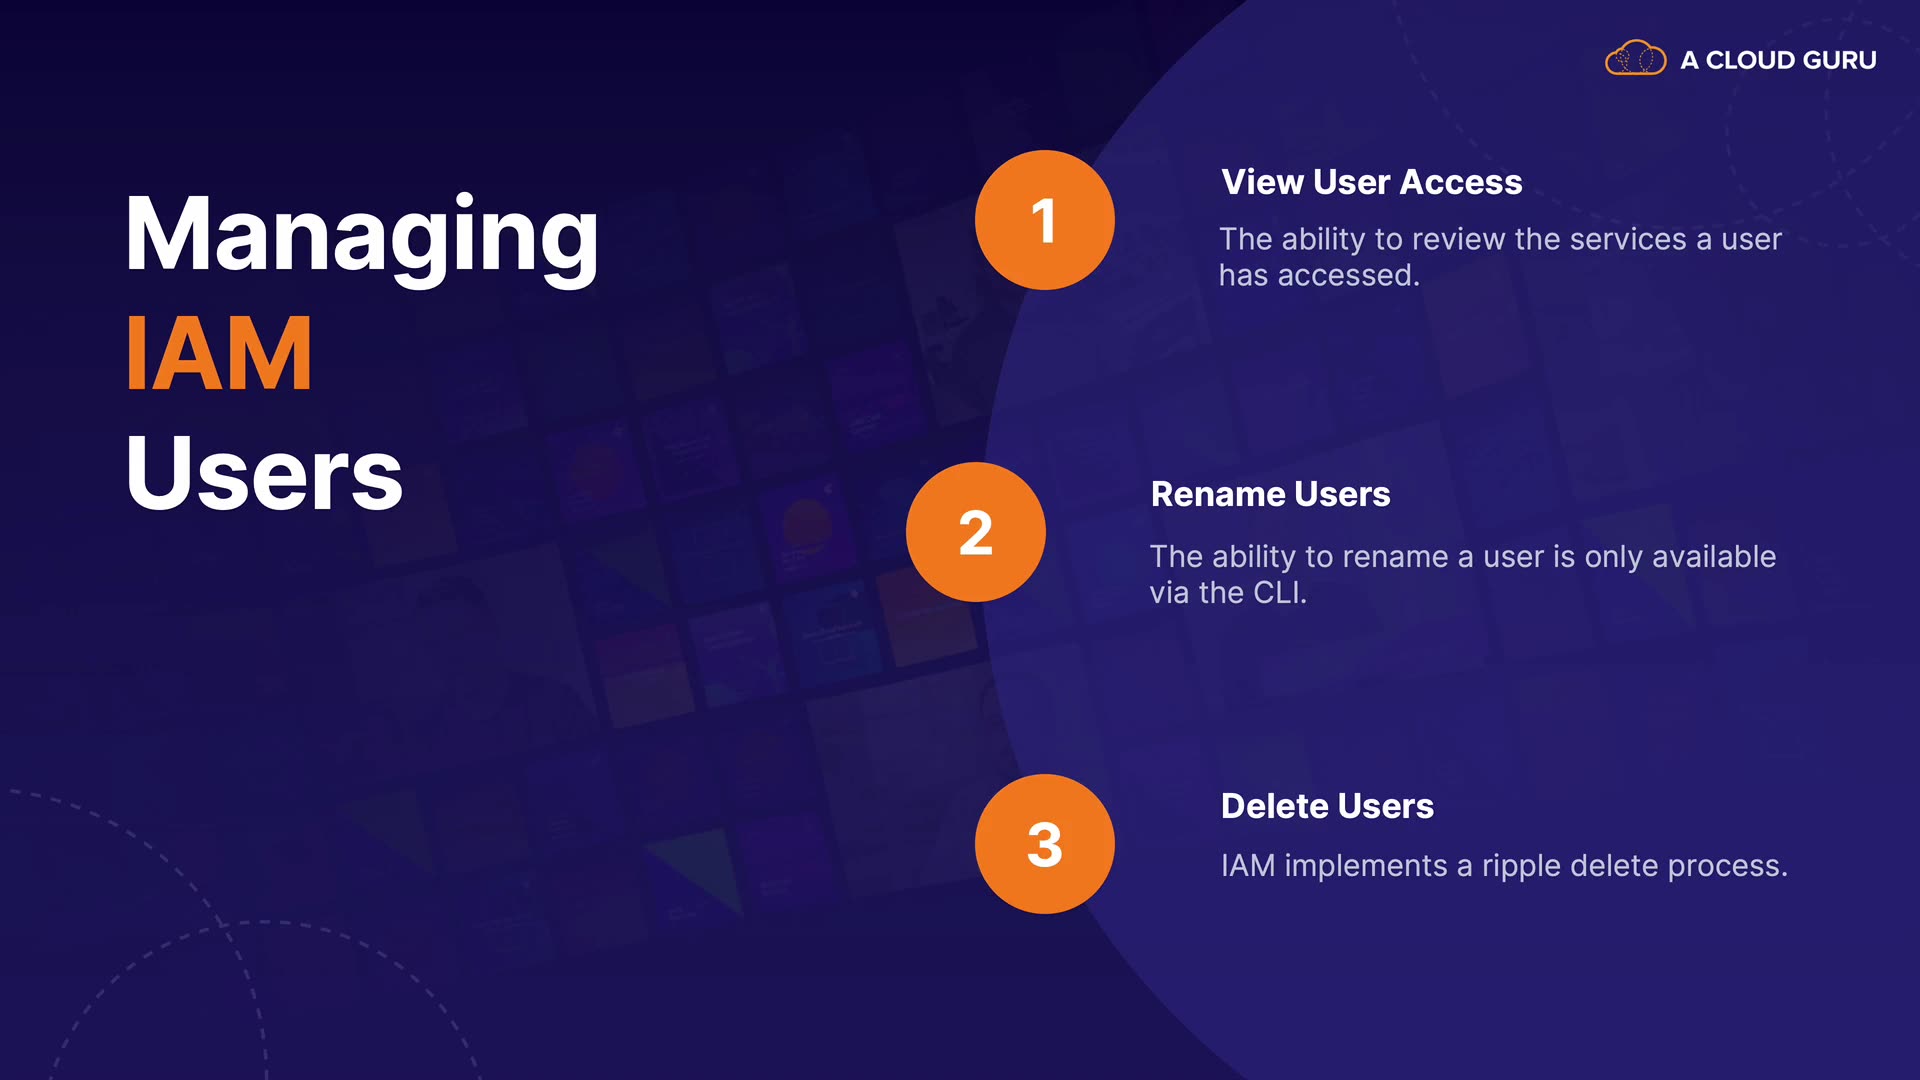 A CLOUD GURU
Managing
IAM
Users
1
View User Access
The ability to review the services a user
has accessed.
2
Rename Users
The ability to rename a user is only available
via the CLI.
3
Delete Users
IAM implements a ripple delete process.